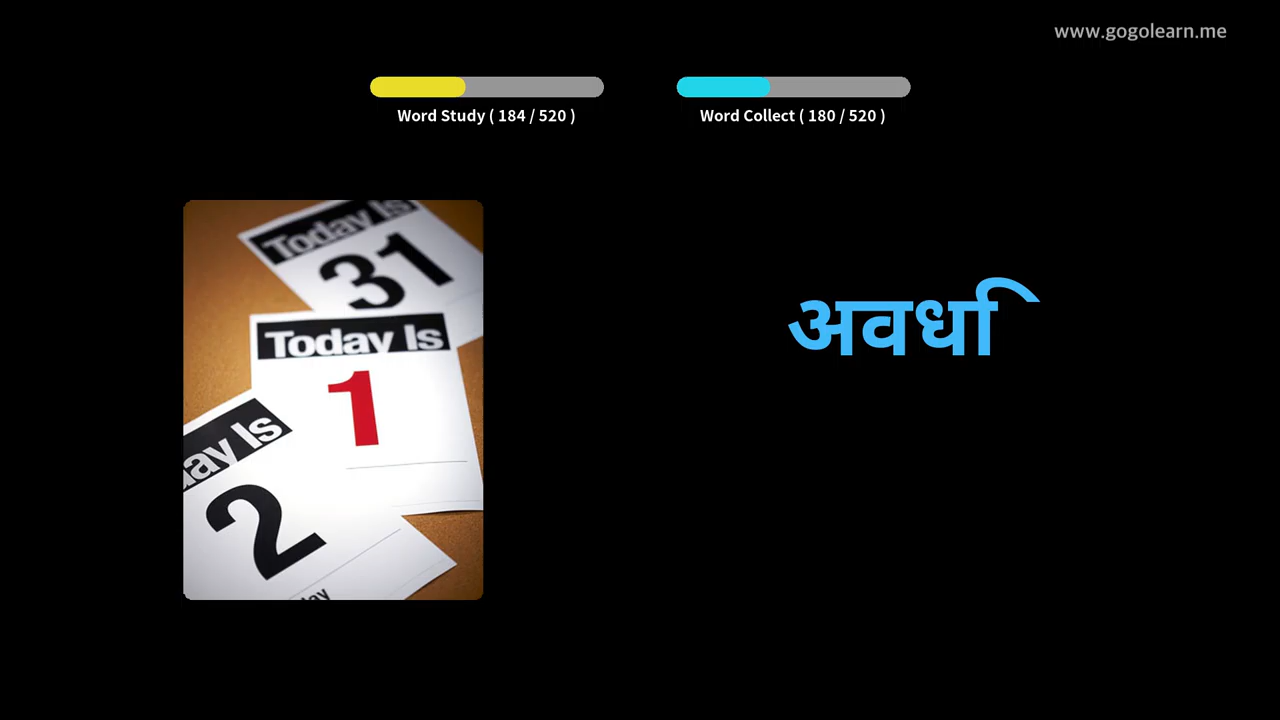 www.gogolearn.me
Word Study ( 184 / 520 )
Word Collect ( 180 / 520 )
Today Is
31
Today Is
1
day Is
2
अवधि